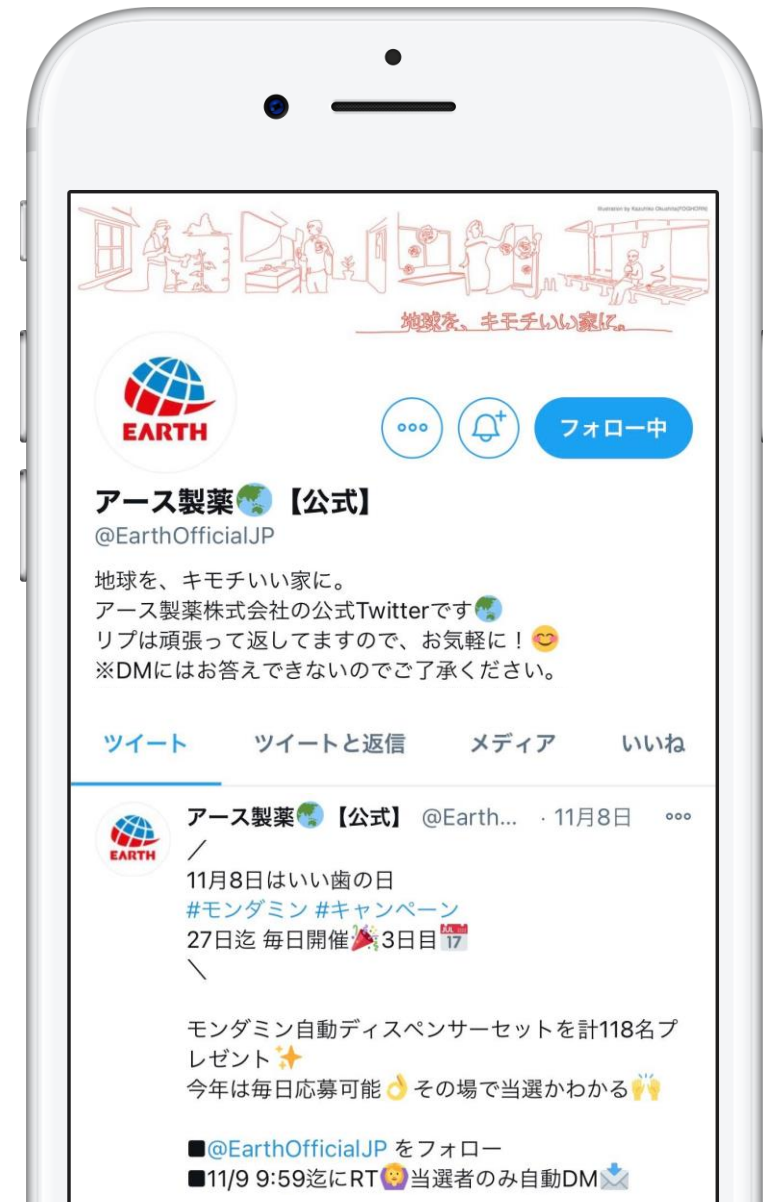 Illustration by Kazuhiko Okushita(FOGHORN)
地球を、キモチいい家に。
EARTH
フォロー中
アース製薬🌏【公式】
@EarthOfficialJP
地球を、キモチいい家に。
アース製薬株式会社の公式Twitterです🌏
リプは頑張って返してますので、お気軽に！😊
※DMにはお答えできないのでご了承ください。
ツイート ツイートと返信 メディア いいね
EARTH
アース製薬🌏【公式】 @Earth... · 11月8日
／
11月8日はいい歯の日
#モンダミン #キャンペーン
27日迄 毎日開催🎉3日目📅
＼
モンダミン自動ディスペンサーセットを計118名プ
レゼント✨
今年は毎日応募可能👌その場で当選かわかる🙌
■@EarthOfficialJP をフォロー
■11/9 9:59迄にRT🙆当選者のみ自動DM📩